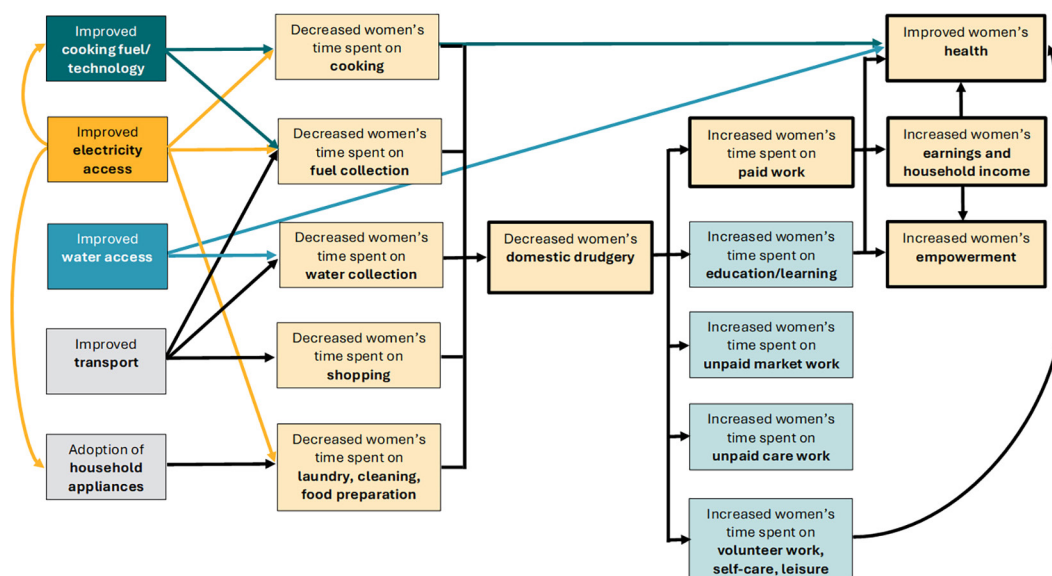 Improved
cooking fuel/
technology
Improved
electricity
access
Improved
water access
Improved
transport
Adoption of
household
appliances
Decreased women's
time spent on
cooking
Decreased women's
time spent on
fuel collection
Decreased women's
time spent on
water collection
Decreased women's
time spent on
shopping
Decreased women's
time spent on
laundry, cleaning,
food preparation
Decreased women's
domestic drudgery
Increased women's
time spent on
paid work
Increased women's
time spent on
education/learning
Increased women's
time spent on
unpaid market work
Increased women's
time spent on
unpaid care work
Increased women's
time spent on
volunteer work,
self-care, leisure
Improved women's
health
Increased women's
earnings and
household income
Increased women's
empowerment